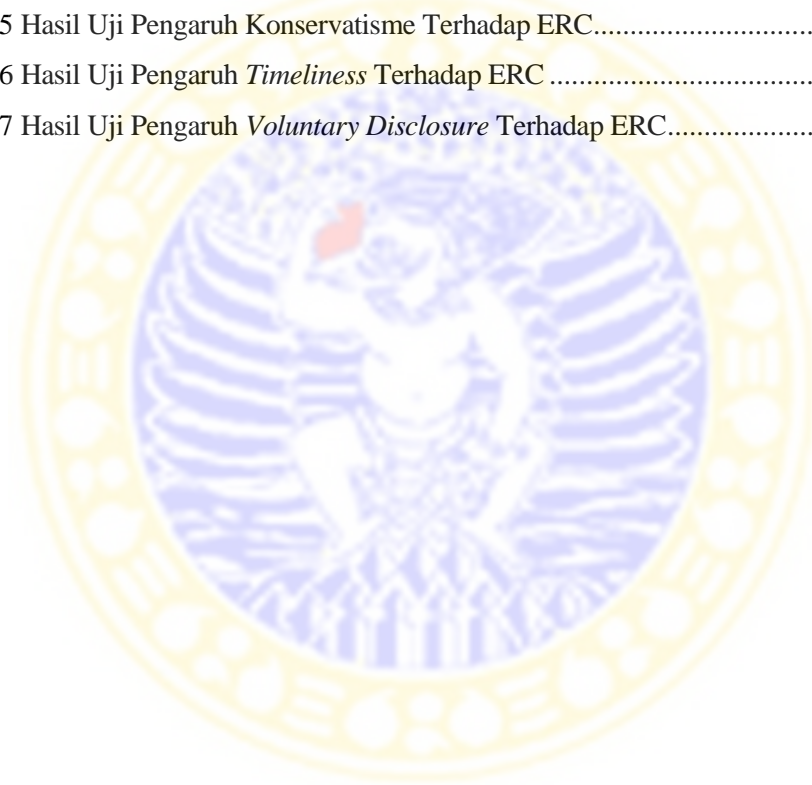 5 Hasil Uji Pengaruh Konservatisme Terhadap ERC............................
6 Hasil Uji Pengaruh Timeliness Terhadap ERC ..................................
7 Hasil Uji Pengaruh Voluntary Disclosure Terhadap ERC...................